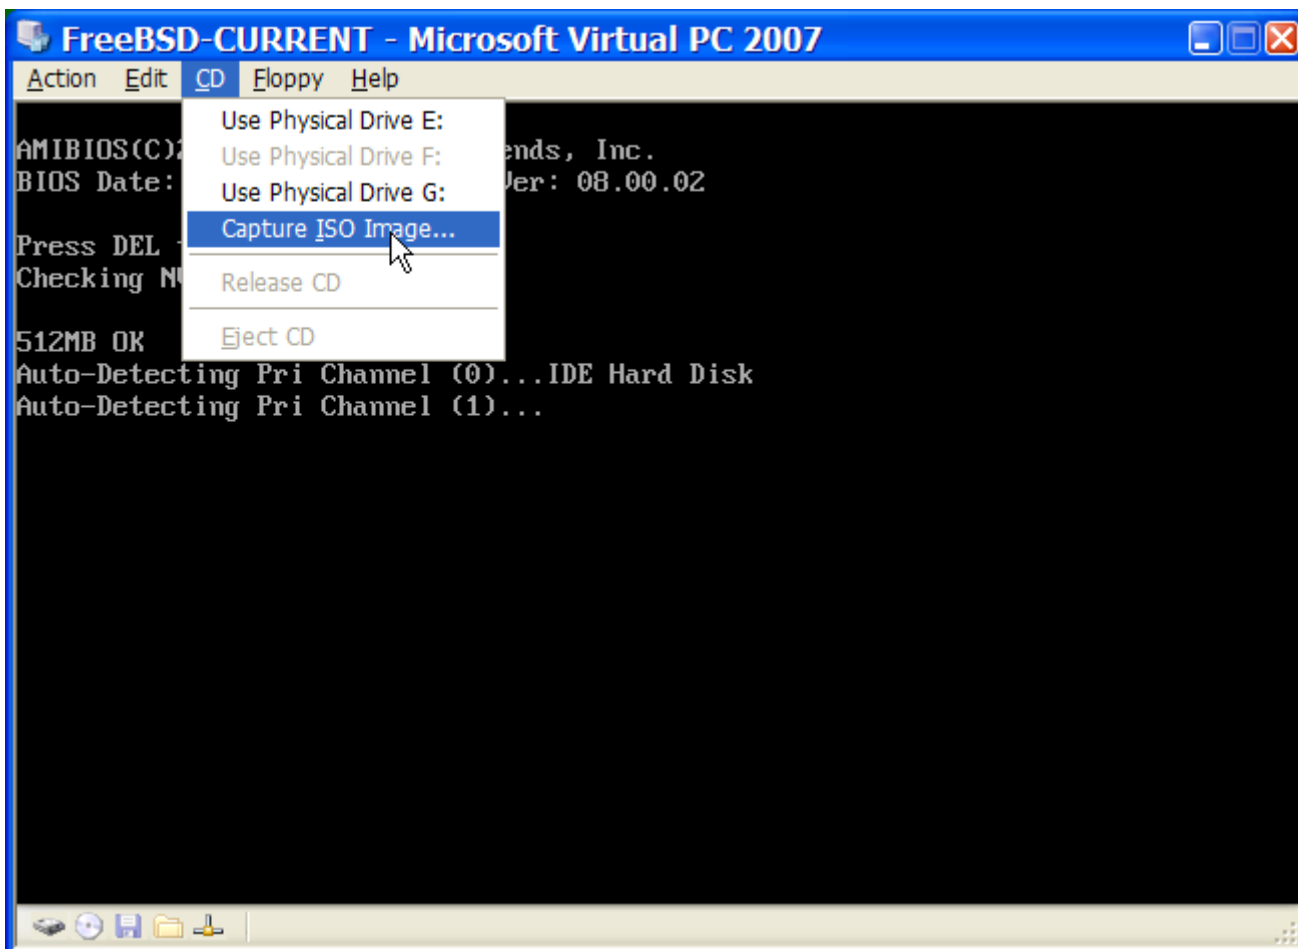 FreeBSD-CURRENT - Microsoft Virtual PC 2007
Action Edit CD Floppy Help
Use Physical Drive E:
Use Physical Drive F:
Use Physical Drive G:
Capture ISO Image...
Release CD
Eject CD
AMIBIOS(C) Inc.
BIOS Date: 08.00.02
Press DEL
Checking
512MB OK
Auto-Detecting Pri Channel (0)...IDE Hard Disk
Auto-Detecting Pri Channel (1)...